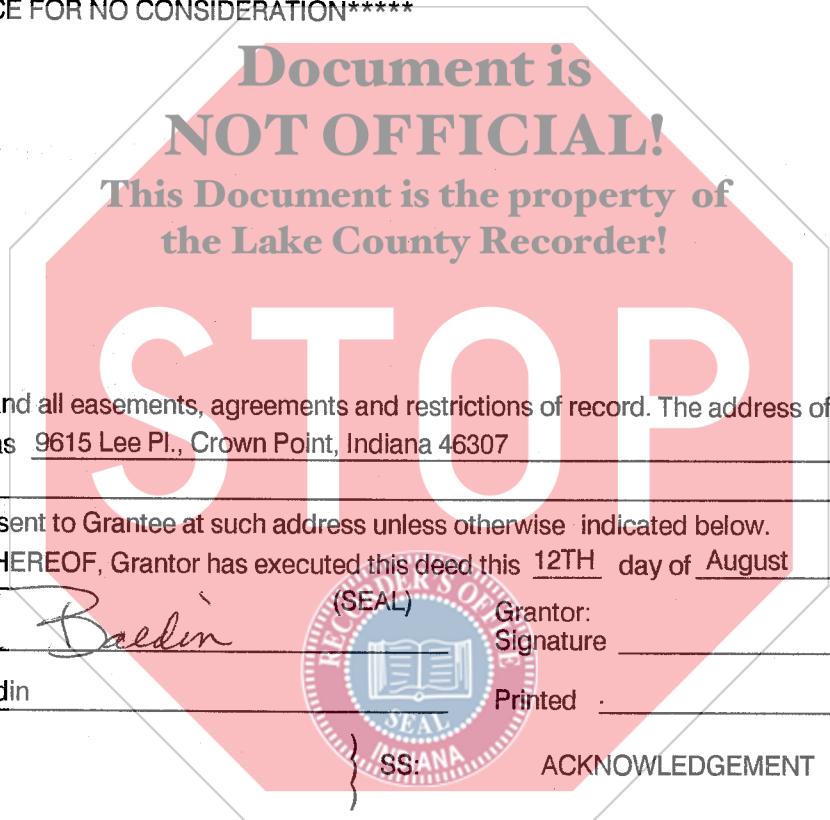 CE FOR NO CONSIDERATION*****
Document is
NOT OFFICIAL!
This Document is the property of
the Lake County Recorder!
STOP
nd all easements, agreements and restrictions of record. The address of
as 9615 Lee Pl., Crown Point, Indiana 46307
sent to Grantee at such address unless otherwise indicated below.
HEREOF, Grantor has executed this deed this 12TH day of August
(SEAL)
Grantor:
Baedin
Signature
din
Printed
RECORDER'S OFFICE
SEAL
INDIANA
SS:
ACKNOWLEDGEMENT